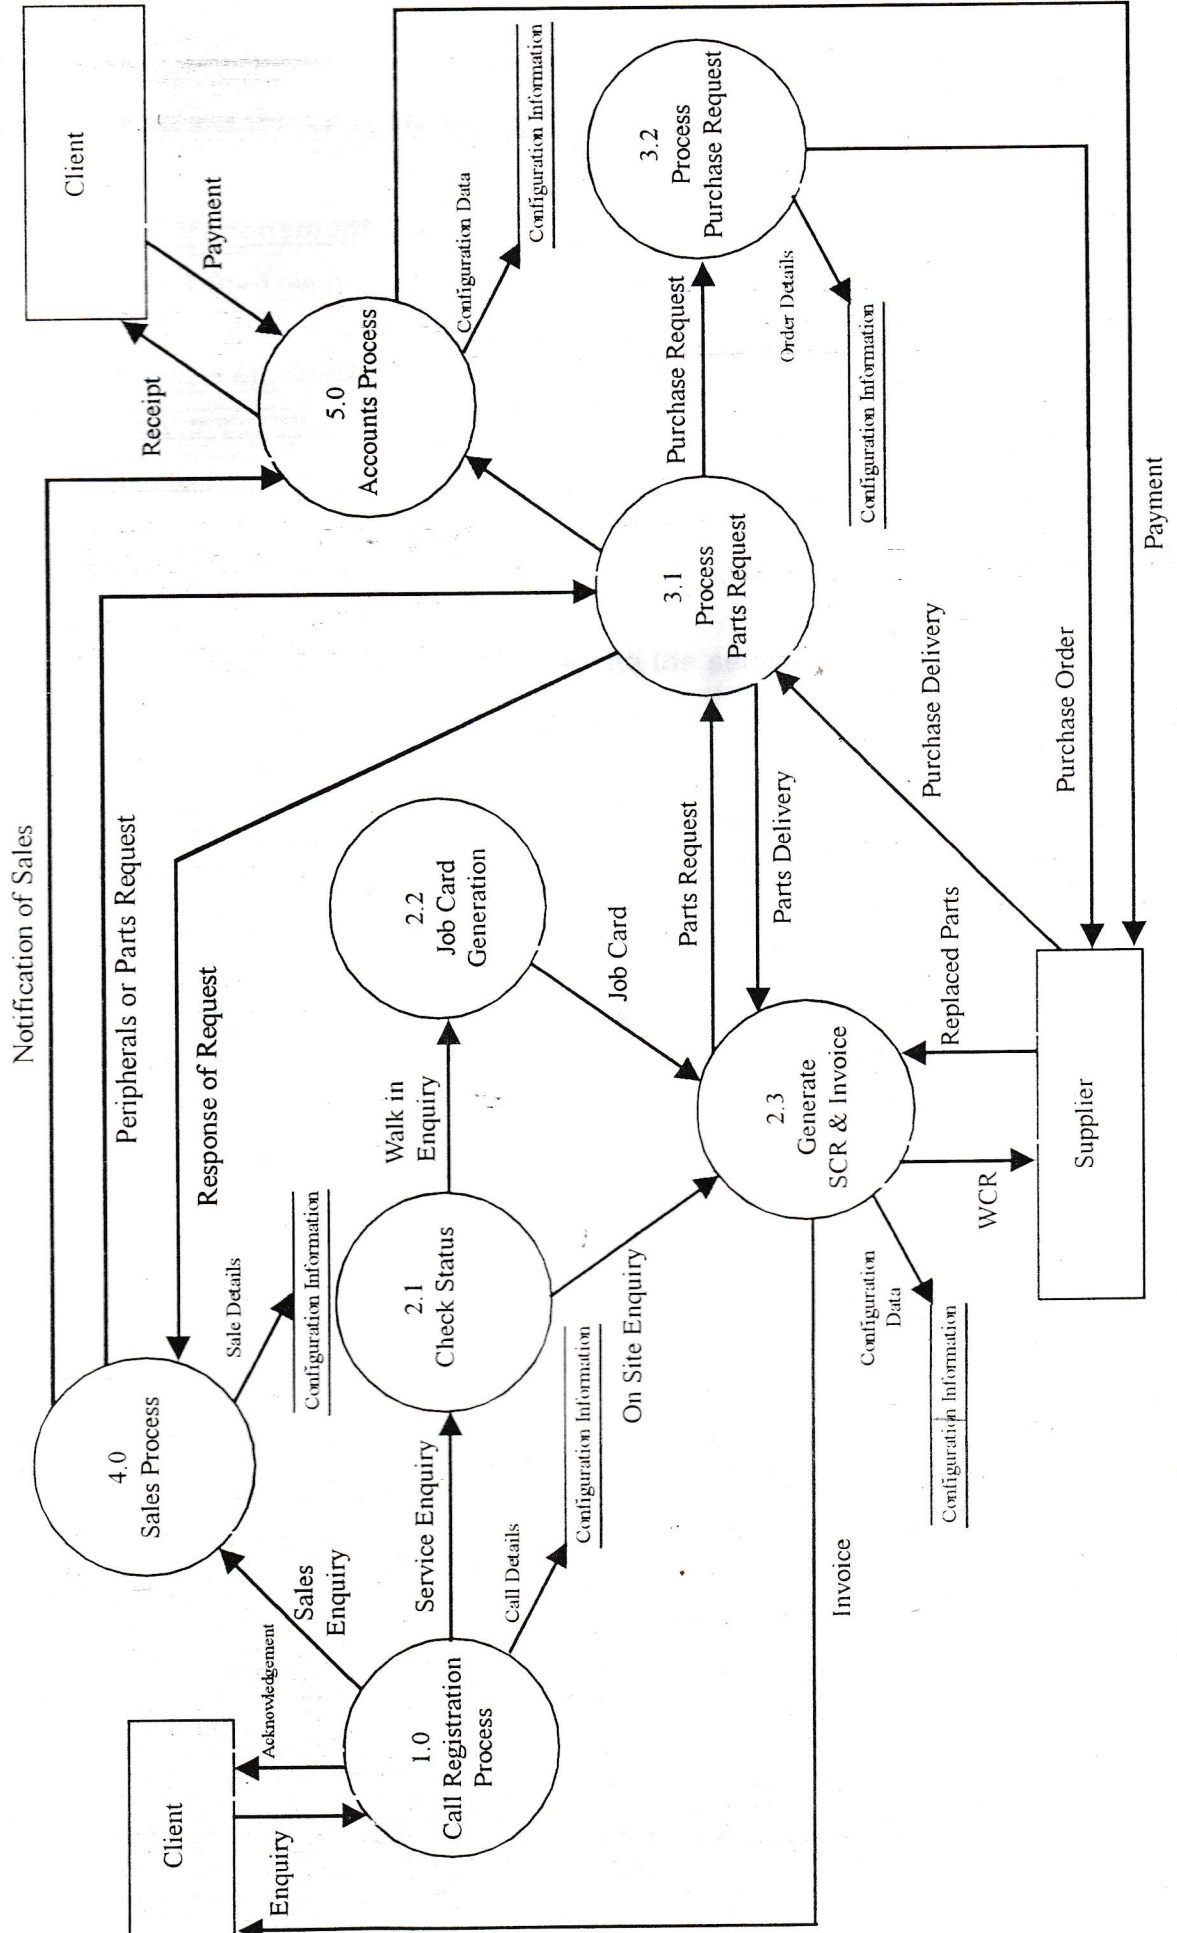 Notification of Sales
Peripherals or Parts Request
Response of Request
Client
Enquiry
Acknowledgement
Sales
Enquiry
4.0
Sales Process
Sale Details
Configuration Information
1.0
Call Registration
Process
Service Enquiry
Call Details
Configuration Information
2.1
Check Status
Walk in
Enquiry
On Site Enquiry
2.2
Job Card
Generation
Job Card
2.3
Generate
SCR & Invoice
Configuration
Data
Configuration Information
Invoice
WCR
Replaced Parts
Supplier
Parts Request
Parts Delivery
Purchase Delivery
3.1
Process
Parts Request
Purchase Request
3.2
Process
Purchase Request
Order Details
Configuration Information
Purchase Order
Payment
5.0
Accounts Process
Configuration Data
Configuration Information
Receipt
Payment
Client